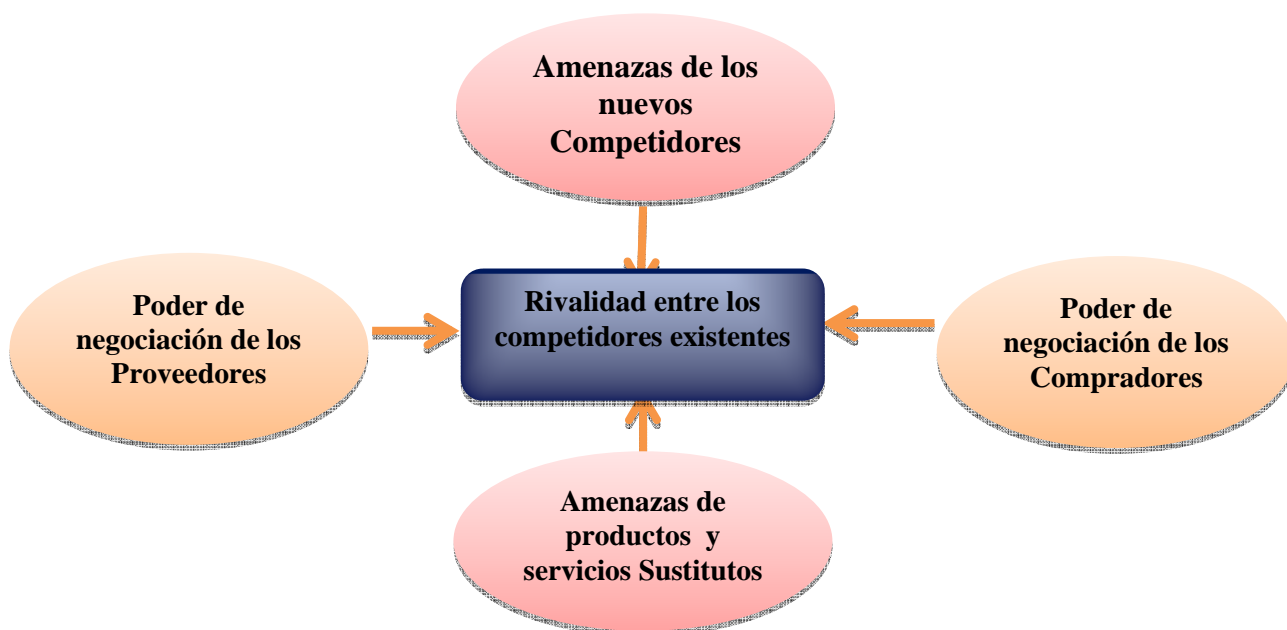 Amenazas de los
nuevos
Competidores
Poder de
negociación de los
Proveedores
Rivalidad entre los
competidores existentes
Poder de
negociación de los
Compradores
Amenazas de
productos y
servicios Sustitutos